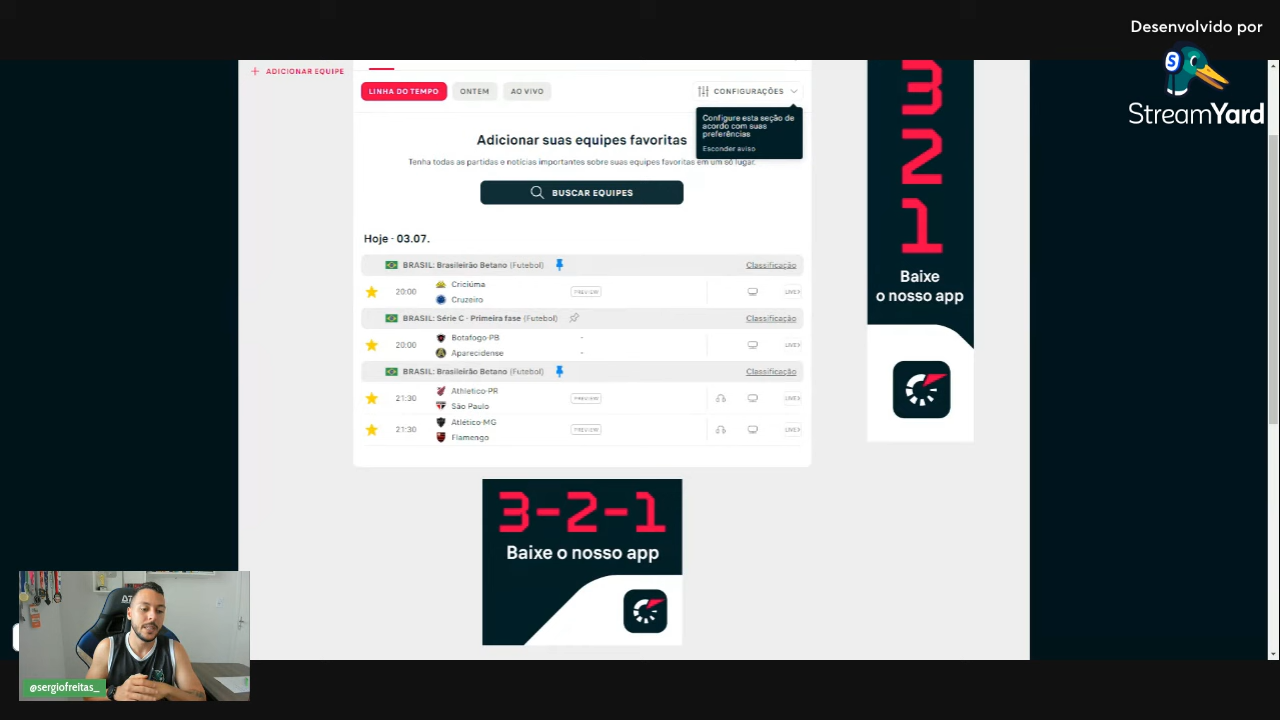 Desenvolvido por
StreamYard
+ ADICIONAR EQUIPE
LINHA DO TEMPO
ONTEM
AO VIVO
CONFIGURAÇÕES
Configure esta seção de
acordo com suas
preferências
Esconder aviso
Adicionar suas equipes favoritas
Tenha todas as partidas e notícias importantes sobre suas equipes favoritas em um só lugar.
BUSCAR EQUIPES
Hoje · 03.07.
BRASIL: Brasileirão Betano (Futebol)
Classificação
20:00
Criciúma
Cruzeiro
PREVIEW
BRASIL: Série C - Primeira fase (Futebol)
Classificação
20:00
Botafogo-PB
Aparecidense
-
-
BRASIL: Brasileirão Betano (Futebol)
Classificação
21:30
Athletico-PR
São Paulo
PREVIEW
21:30
Atlético-MG
Flamengo
PREVIEW
3
2
1
Baixe
o nosso app
3-2-1
Baixe o nosso app
@sergiofreitas_